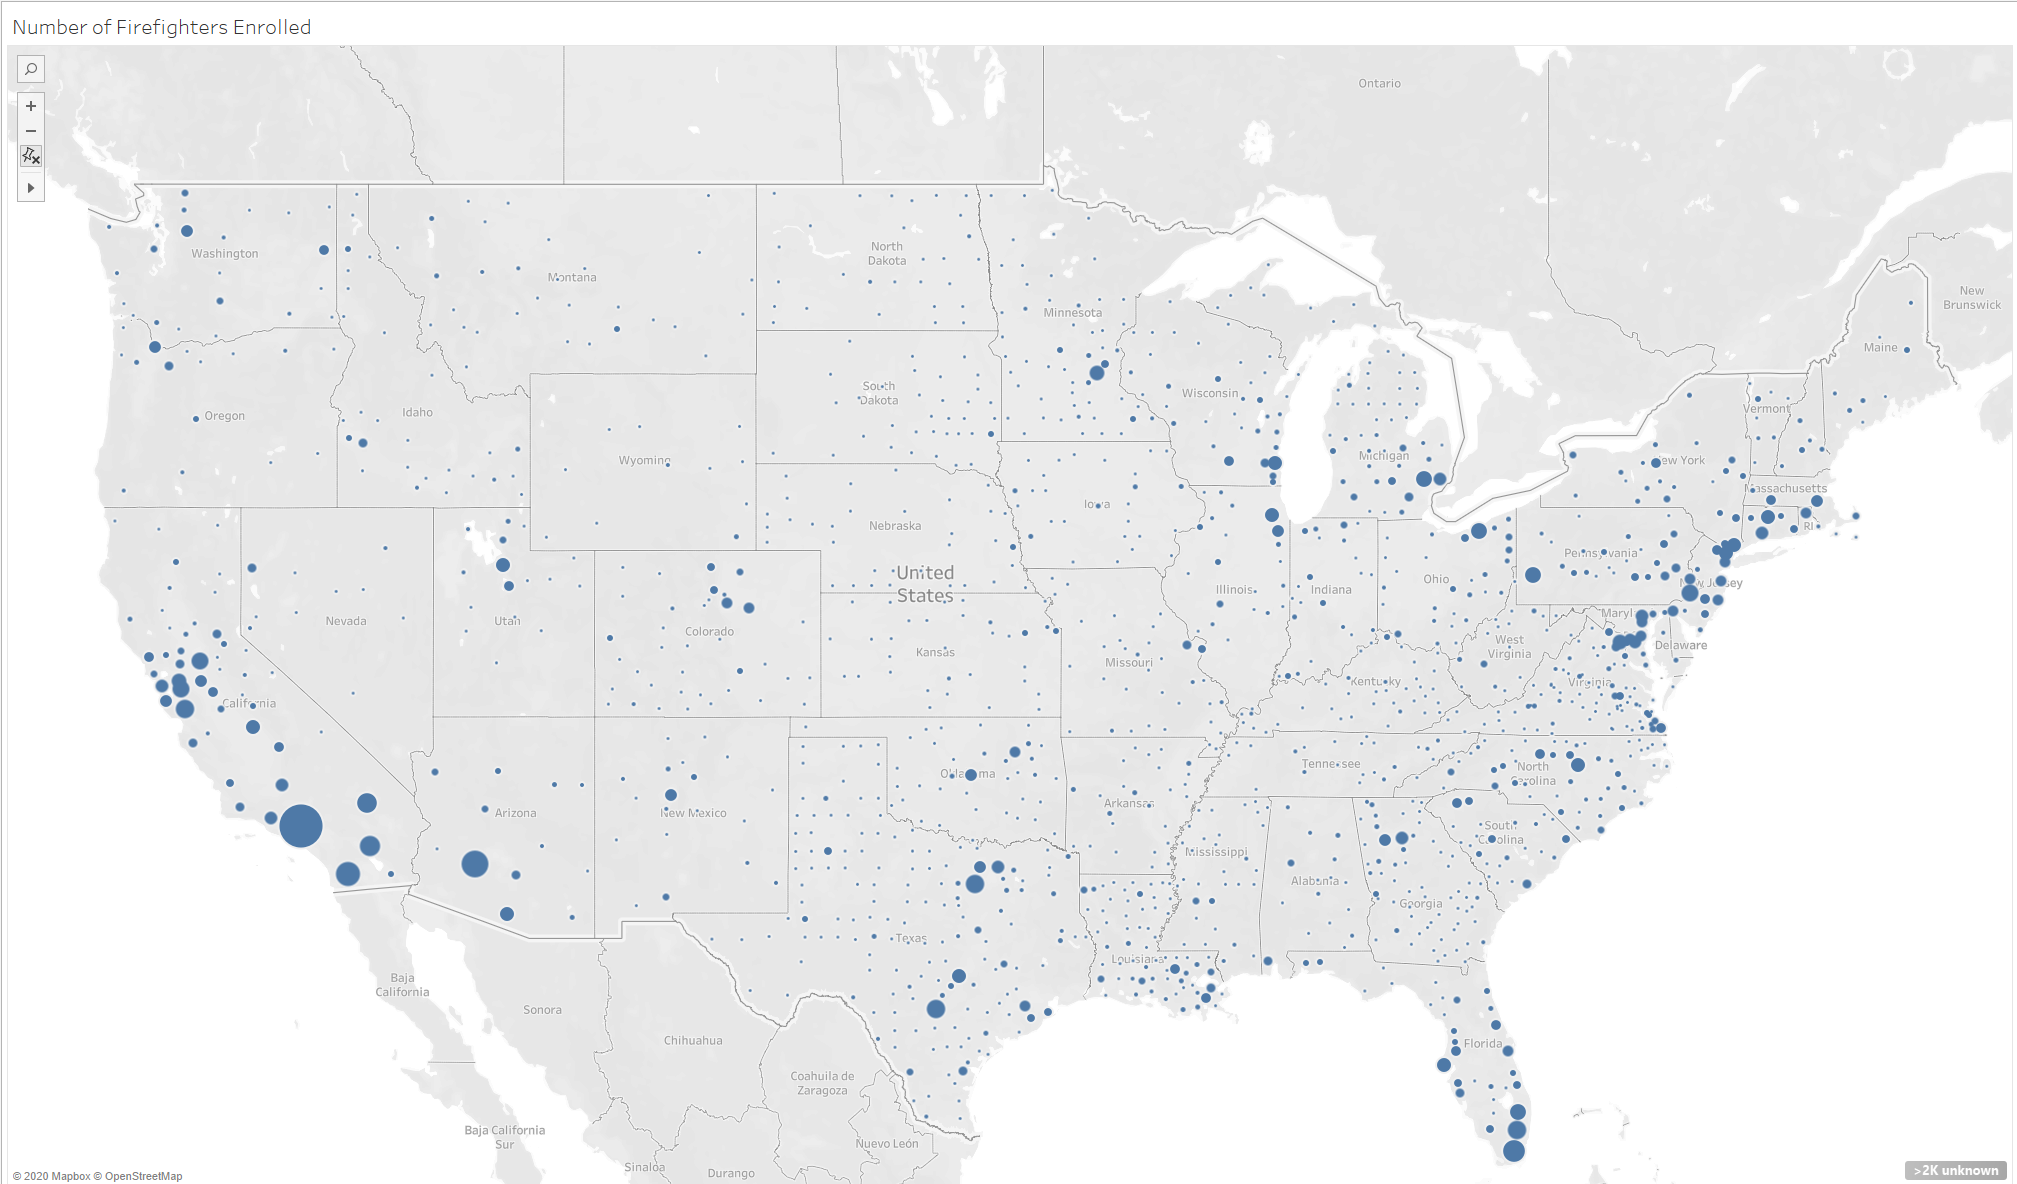 Number of Firefighters Enrolled
Ontario
New
Brunswick
Washington
Montana
North
Dakota
Minnesota
Maine
Oregon
Idaho
South
Dakota
Wisconsin
Vermont
Wyoming
Michigan
New York
Massachusetts
Iowa
RI
Nebraska
Pennsylvania
United
States
Illinois
Indiana
Ohio
New Jersey
Nevada
Utah
Colorado
Maryl
Kansas
Missouri
West
Virginia
Delaware
California
Kentucky
Virginia
Oklahoma
Tennessee
North
Carolina
Arizona
New Mexico
Arkansas
South
Carolina
Mississippi
Alabama
Georgia
Texas
Louisiana
Baja
California
Sonora
Chihuahua
Florida
Coahuila de
Zaragoza
Baja California
Sur
Nuevo León
Sinaloa
Durango
© 2020 Mapbox © OpenStreetMap
>2K unknown